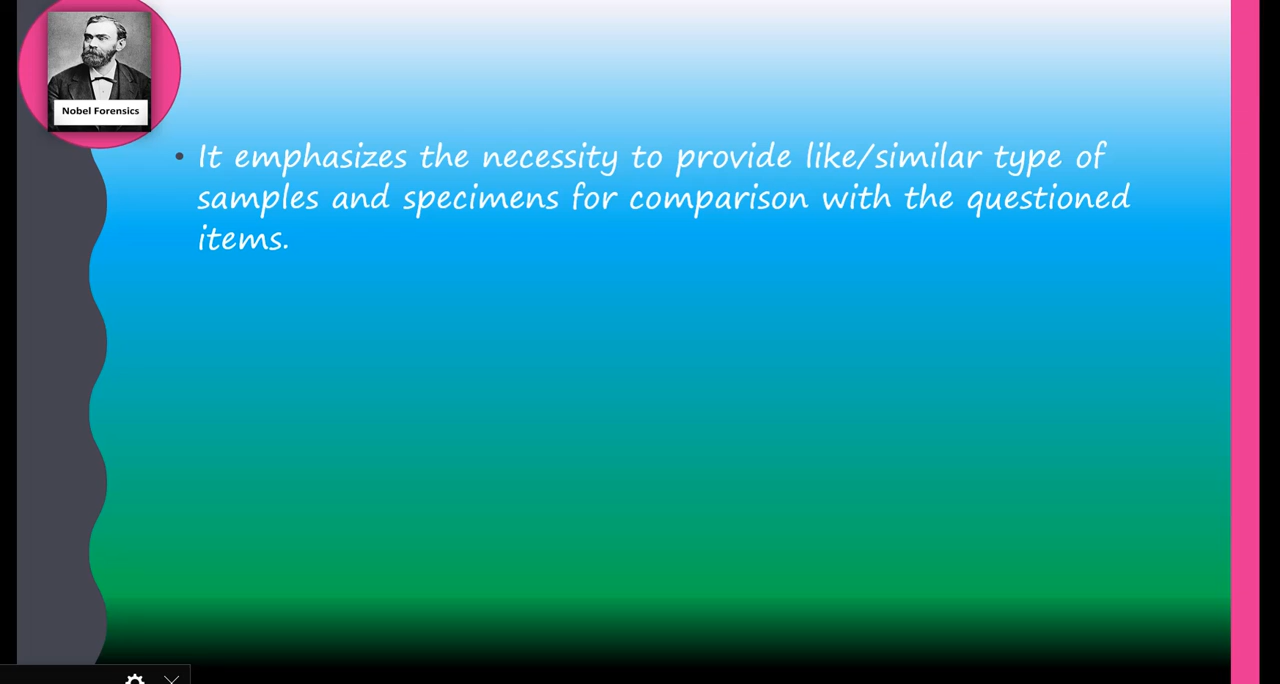 Nobel Forensics
• It emphasizes the necessity to provide like/similar type of
samples and specimens for comparison with the questioned
items.